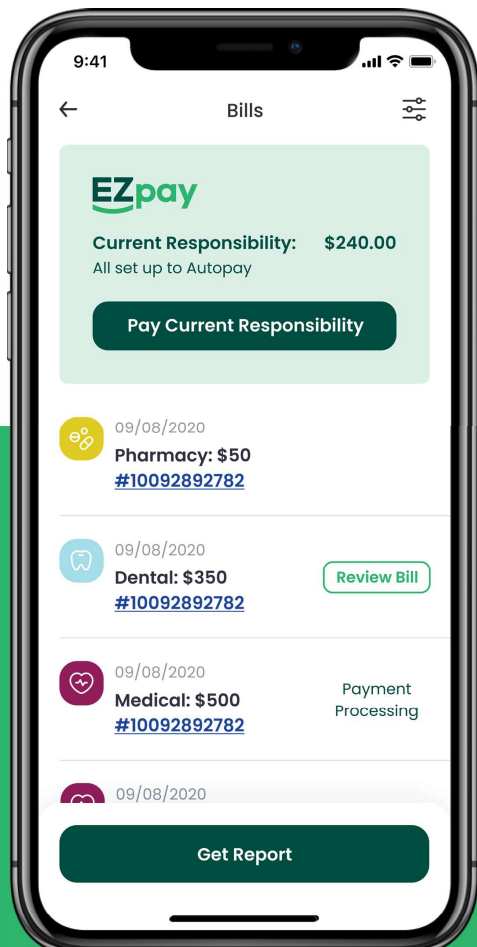 9:41
Bills
EZpay
Current Responsibility: $240.00
All set up to Autopay
Pay Current Responsibility
09/08/2020
Pharmacy: $50
#10092892782
09/08/2020
Dental: $350
#10092892782
Review Bill
09/08/2020
Medical: $500
#10092892782
Payment
Processing
09/08/2020
Get Report